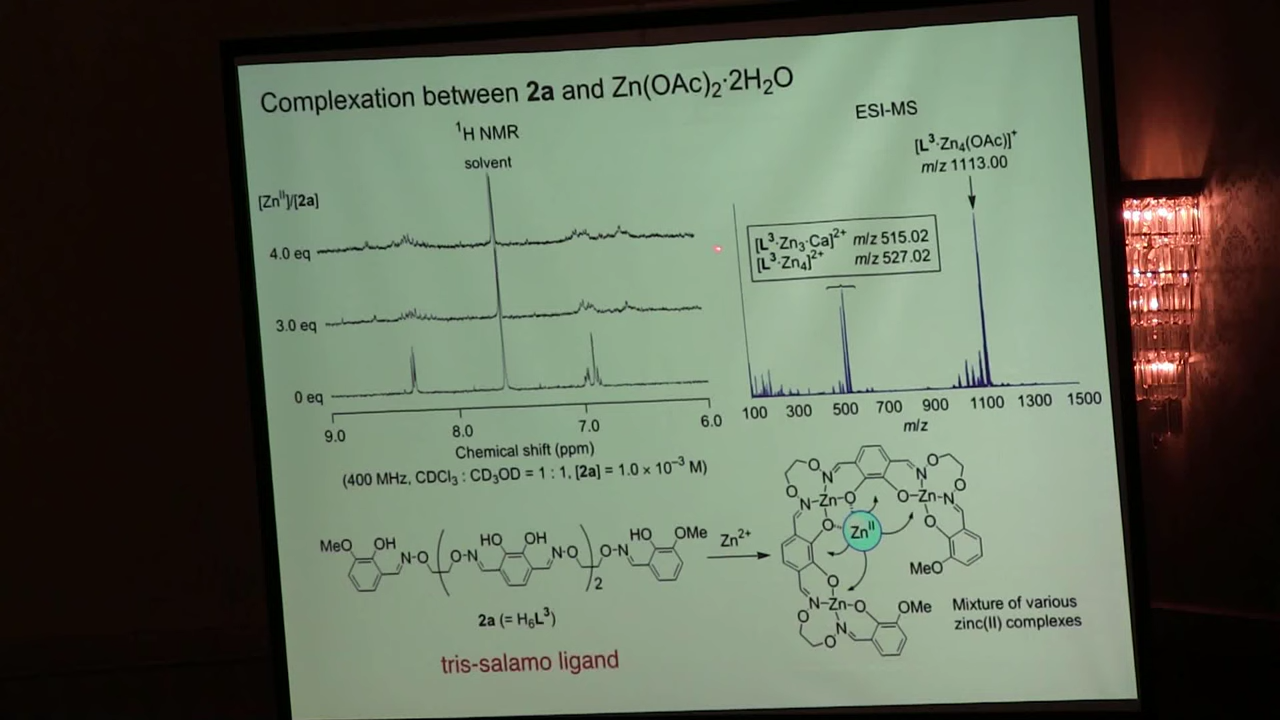 Complexation between 2a and Zn(OAc)₂·2H₂O
¹H NMR
solvent
[Znᴵᴵ]/[2a]
4.0 eq
3.0 eq
0 eq
9.0 8.0 7.0 6.0
Chemical shift (ppm)
(400 MHz, CDCl₃ : CD₃OD = 1 : 1, [2a] = 1.0 × 10⁻³ M)
ESI-MS
[L³·Zn₄(OAc)]⁺
m/z 1113.00
[L³·Zn₃·Ca]²⁺ m/z 515.02
[L³·Zn₄]²⁺ m/z 527.02
100 300 500 700 900 1100 1300 1500
m/z
MeO OH N-O O-N HO OH N-O 2 O-N HO OMe
Zn²⁺
2a (= H₆L³)
tris-salamo ligand
O N N O
O N Zn O O Zn N O
O Znᴵᴵ O
MeO
O
N Zn O OMe
O O N
Mixture of various
zinc(II) complexes